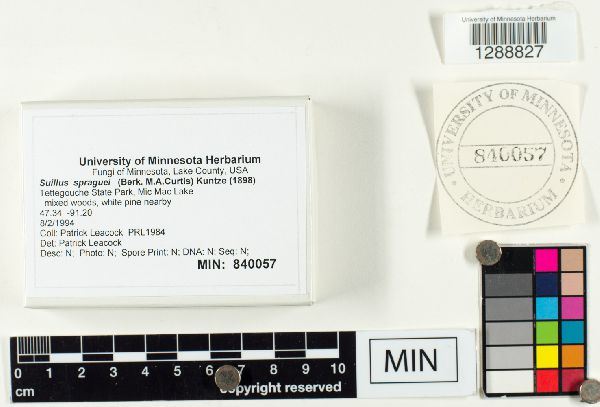 University of Minnesota Herbarium
1288827
UNIVERSITY OF MINNESOTA
840057
HERBARIUM
University of Minnesota Herbarium
Fungi of Minnesota, Lake County, USA
Suillus spraguei (Berk. M.A.Curtis) Kuntze (1898)
Tettegouche State Park, Mic Mac Lake
mixed woods, white pine nearby
47.34 -91.20
8/2/1994
Coll: Patrick Leacock PRL1984
Det: Patrick Leacock
Desc: N; Photo: N; Spore Print: N; DNA: N; Seq: N;
MIN: 840057
0 1 2 3 4 5 6 7 8 9 10
cm
copyright reserved
MIN